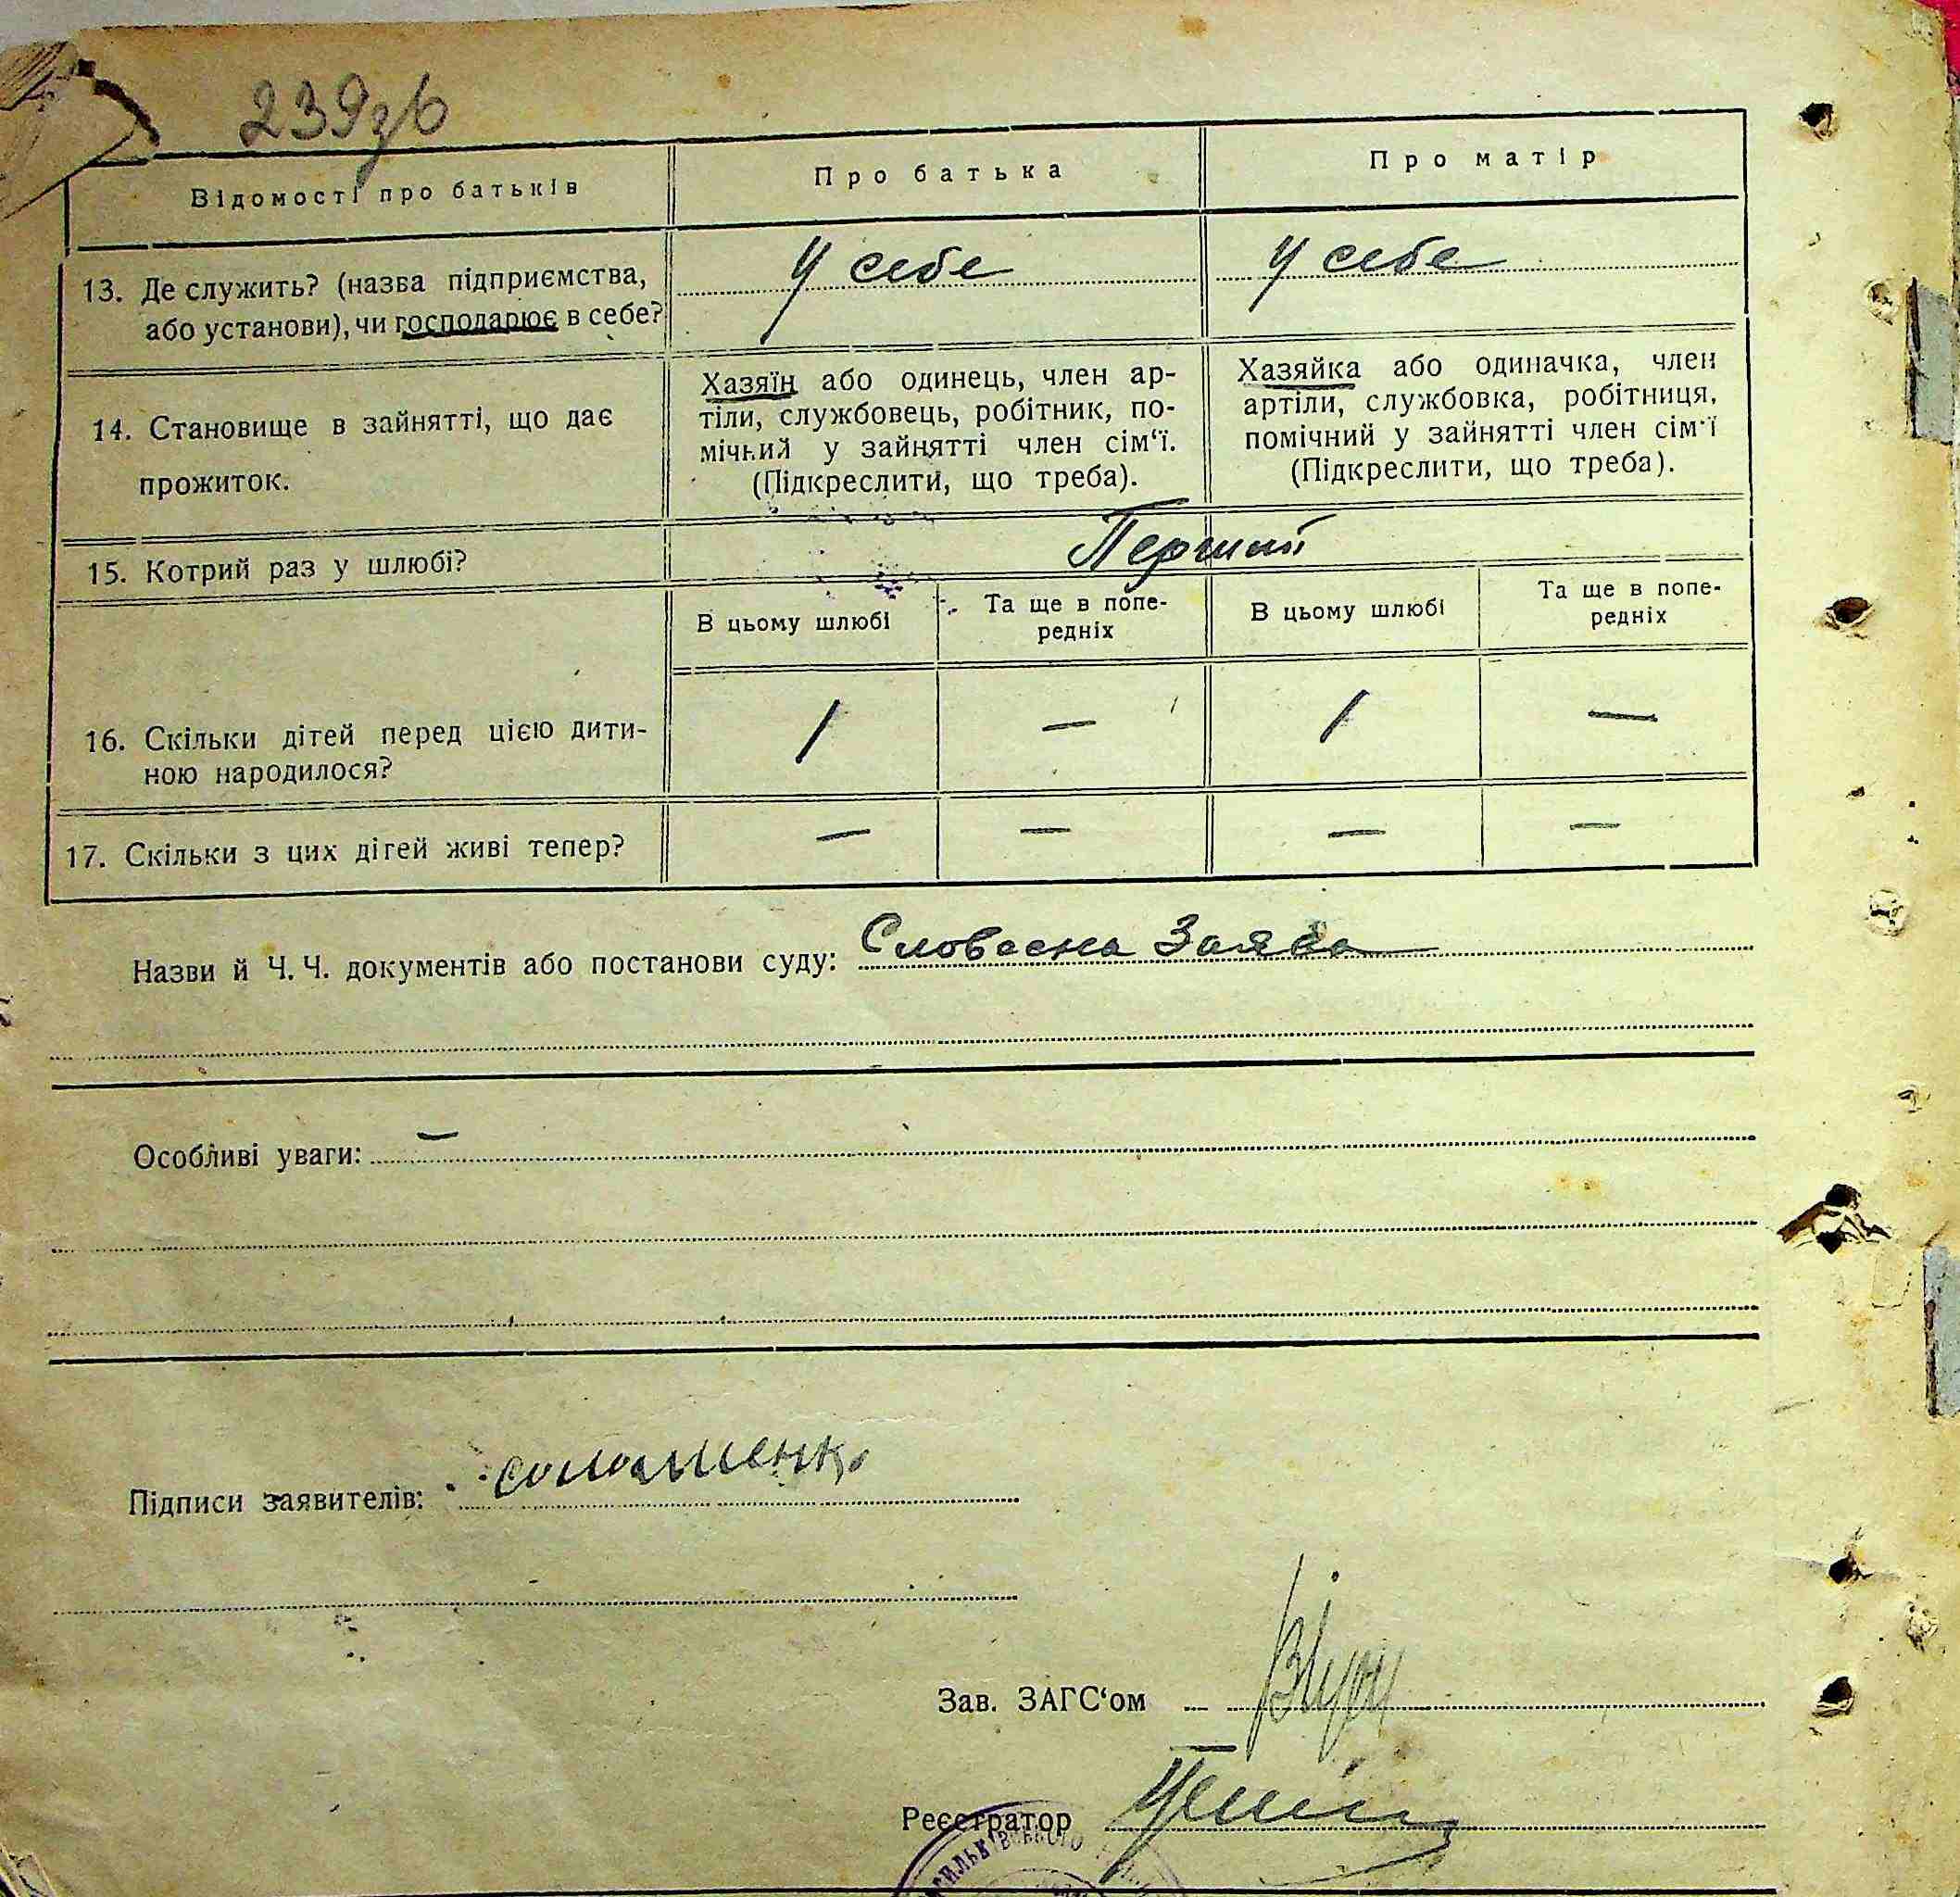 239зв
Відомості про батьків
Про батька
Про матір
13. Де служить? (назва підприємства,
або установи), чи господарює в себе?
У себе
У себе
14. Становище в зайнятті, що дає
прожиток.
Хазяїн або одинець, член ар-
тіли, службовець, робітник, по-
мічний у зайнятті член сім‘ї.
(Підкреслити, що треба).
Хазяйка або одиначка, член
артіли, службовка, робітниця,
помічний у зайнятті член сім‘ї
(Підкреслити, що треба).
15. Котрий раз у шлюбі?
Перший
В цьому шлюбі
Та ще в попе-
редніх
В цьому шлюбі
Та ще в попе-
редніх
16. Скільки дітей перед цією дити-
ною народилося?
1 — 1 —
17. Скільки з цих дітей живі тепер?
— — — —
Назви й Ч. Ч. документів або постанови суду: Словесна Заява
Особливі уваги: —
Підписи заявителів:
Зав. ЗАГС‘ом
Реєстратор